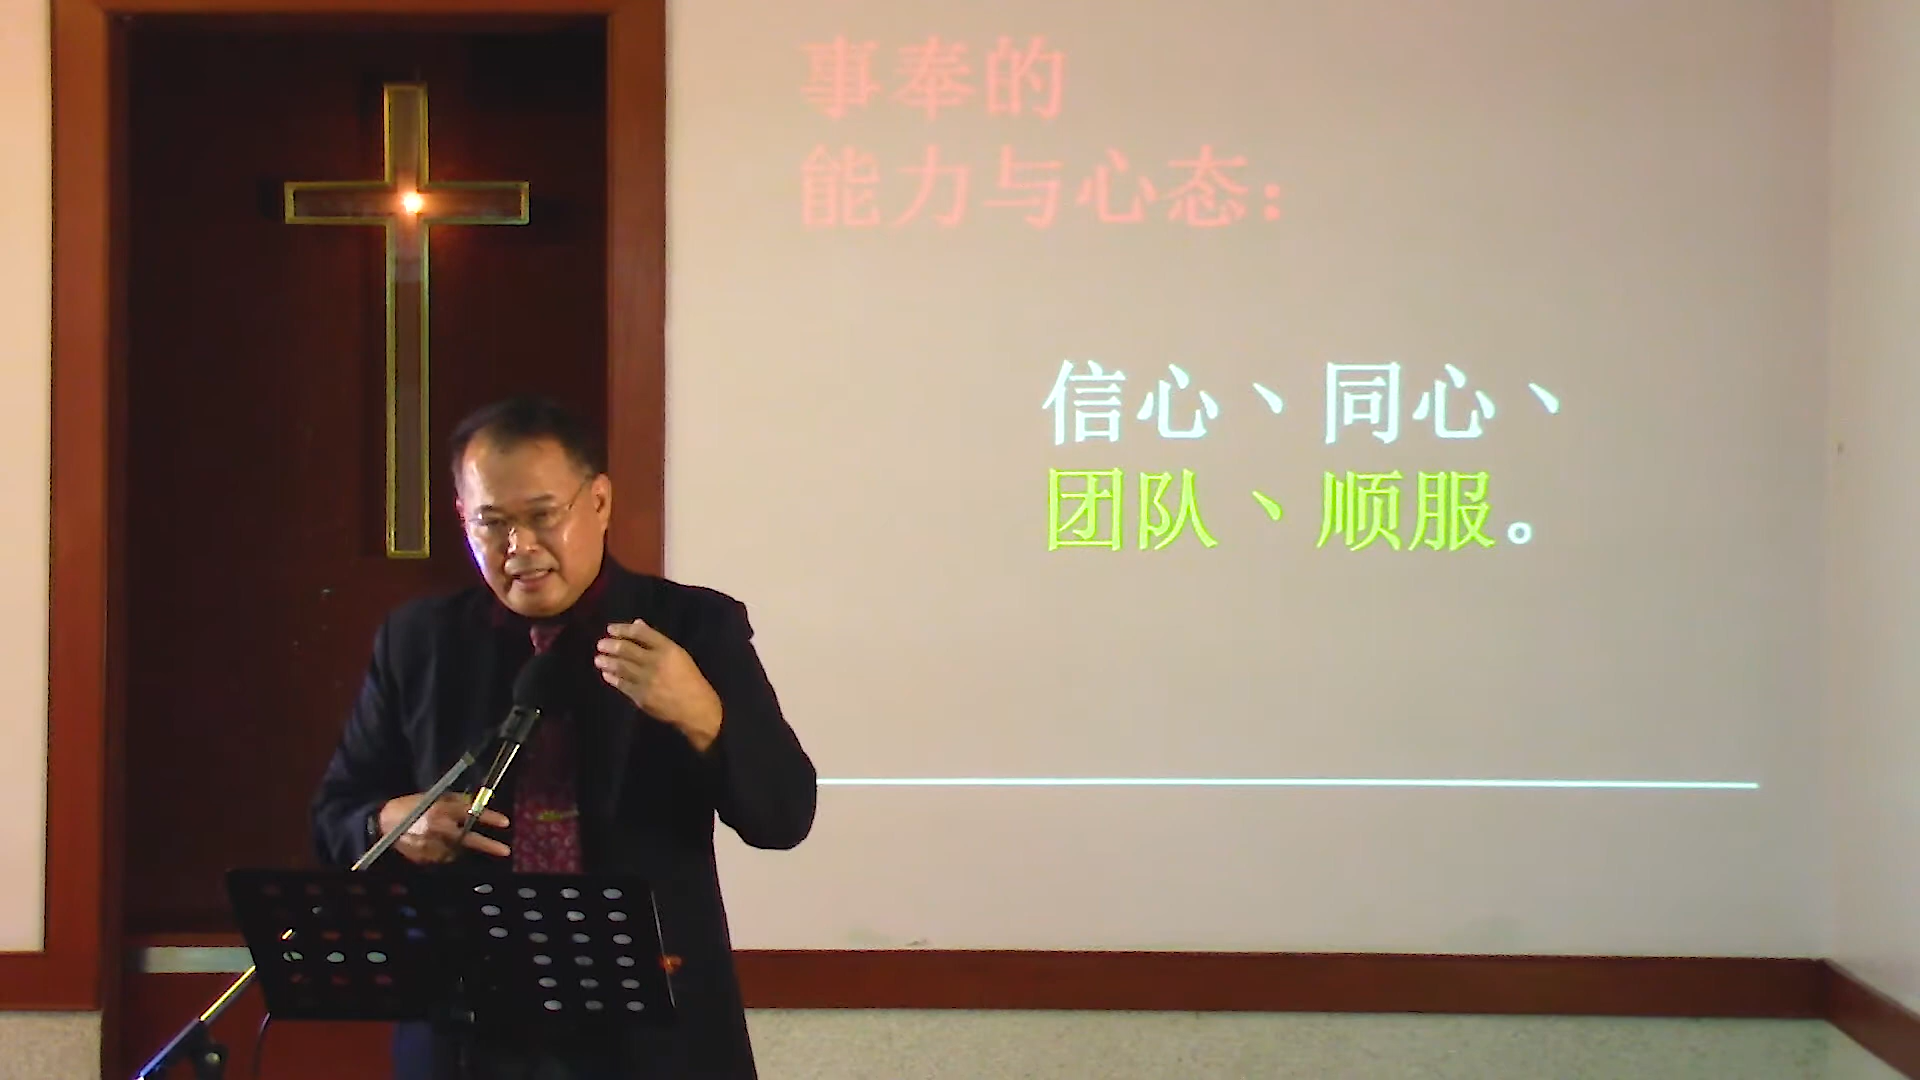 事奉的
能力与心态：
信心、同心、
团队、顺服。